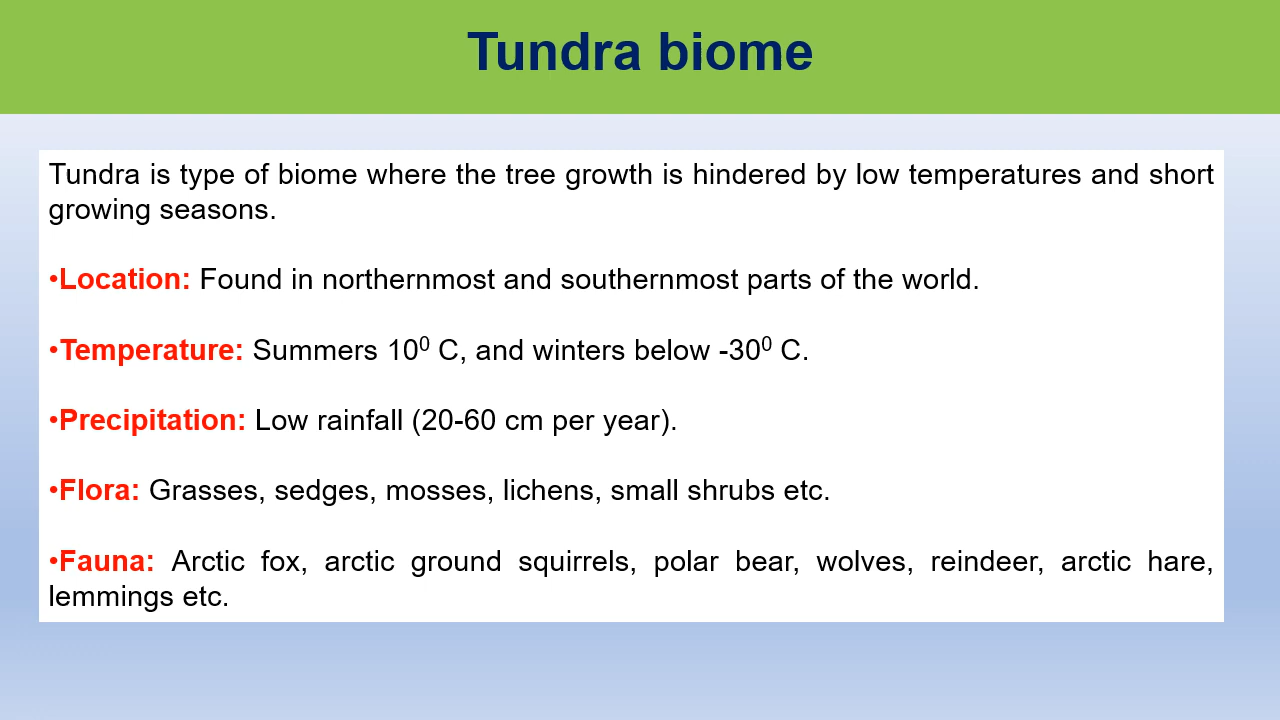 Tundra biome
Tundra is type of biome where the tree growth is hindered by low temperatures and short
growing seasons.
•Location: Found in northernmost and southernmost parts of the world.
•Temperature: Summers 10⁰ C, and winters below -30⁰ C.
•Precipitation: Low rainfall (20-60 cm per year).
•Flora: Grasses, sedges, mosses, lichens, small shrubs etc.
•Fauna: Arctic fox, arctic ground squirrels, polar bear, wolves, reindeer, arctic hare,
lemmings etc.